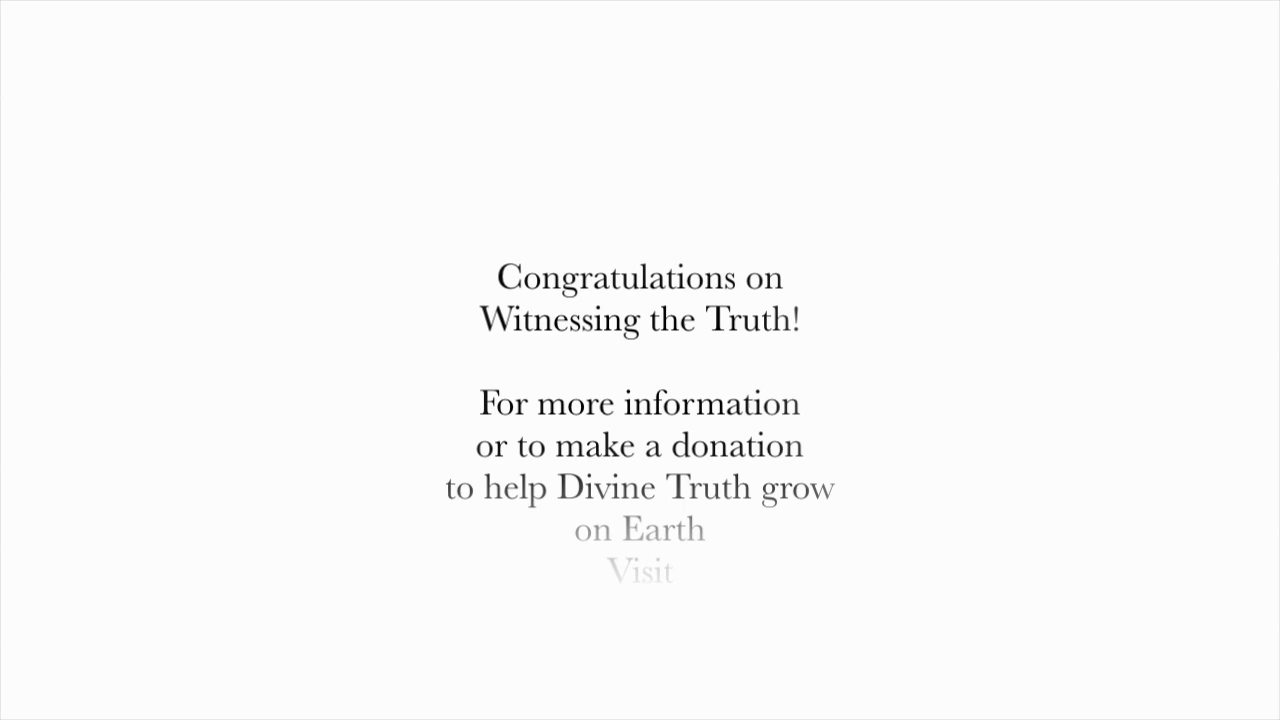 Congratulations on
Witnessing the Truth!
For more information
or to make a donation
to help Divine Truth grow
on Earth
Visit